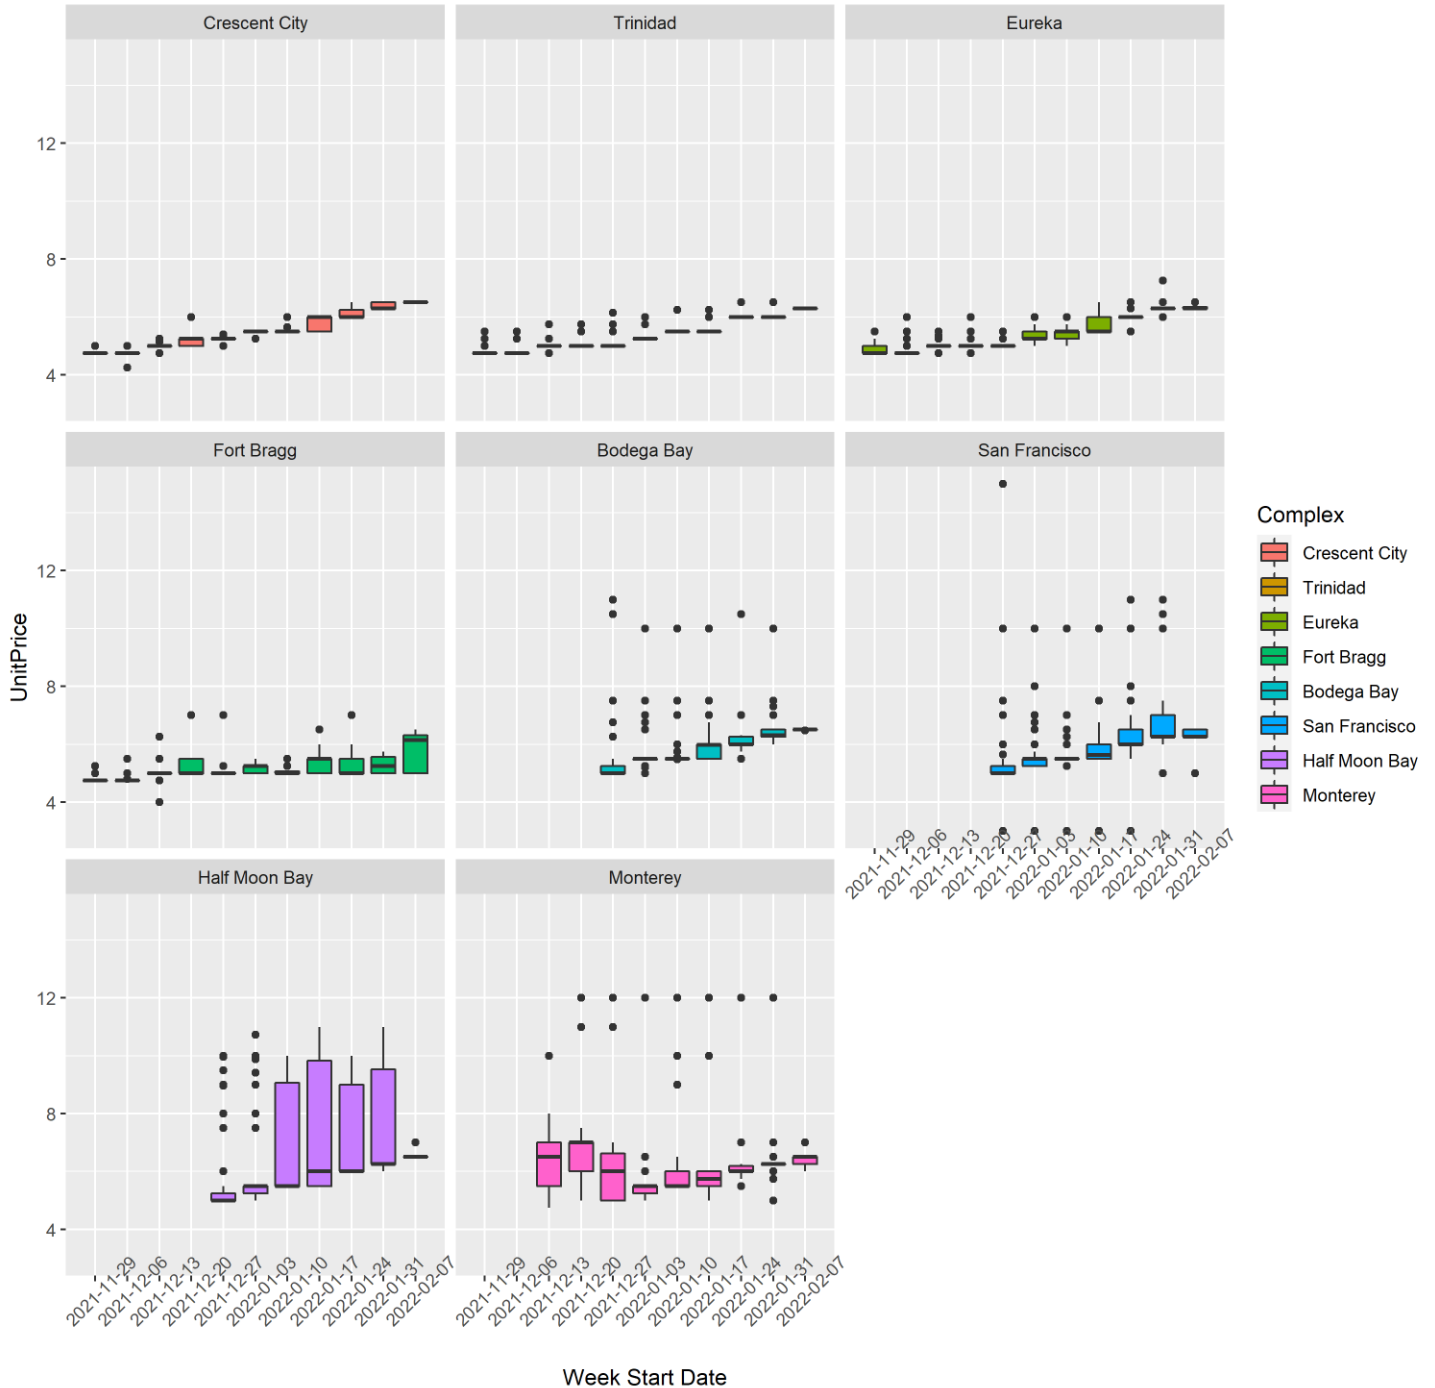 Crescent City
Trinidad
Eureka
12
8
4
Fort Bragg
Bodega Bay
San Francisco
12
8
4
2021-11-29
2021-12-06
2021-12-13
2021-12-20
2021-12-27
2022-01-03
2022-01-10
2022-01-17
2022-01-24
2022-01-31
2022-02-07
Half Moon Bay
Monterey
12
8
4
2021-11-29
2021-12-06
2021-12-13
2021-12-20
2021-12-27
2022-01-03
2022-01-10
2022-01-17
2022-01-24
2022-01-31
2022-02-07
2021-11-29
2021-12-06
2021-12-13
2021-12-20
2021-12-27
2022-01-03
2022-01-10
2022-01-17
2022-01-24
2022-01-31
2022-02-07
UnitPrice
Week Start Date
Complex
Crescent City
Trinidad
Eureka
Fort Bragg
Bodega Bay
San Francisco
Half Moon Bay
Monterey